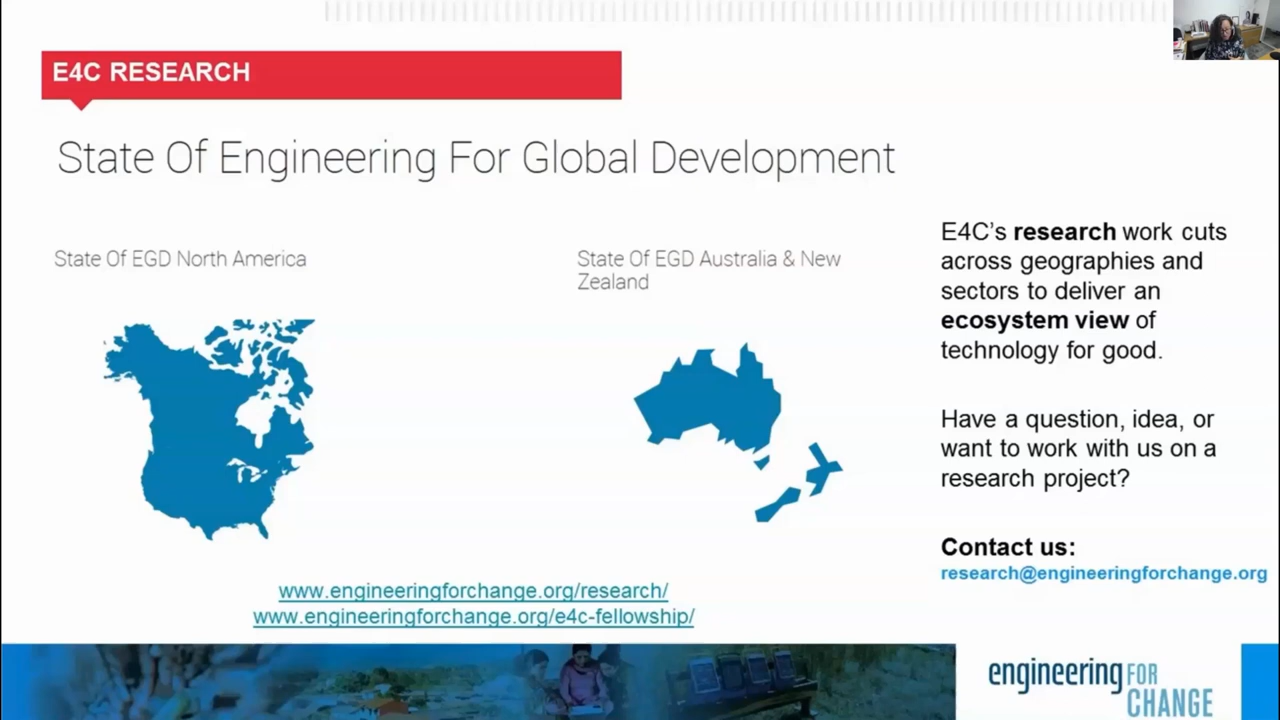 E4C RESEARCH
State Of Engineering For Global Development
State Of EGD North America
State Of EGD Australia & New
Zealand
E4C's research work cuts
across geographies and
sectors to deliver an
ecosystem view of
technology for good.
Have a question, idea, or
want to work with us on a
research project?
Contact us:
research@engineeringforchange.org
www.engineeringforchange.org/research/
www.engineeringforchange.org/e4c-fellowship/
engineering FOR
CHANGE